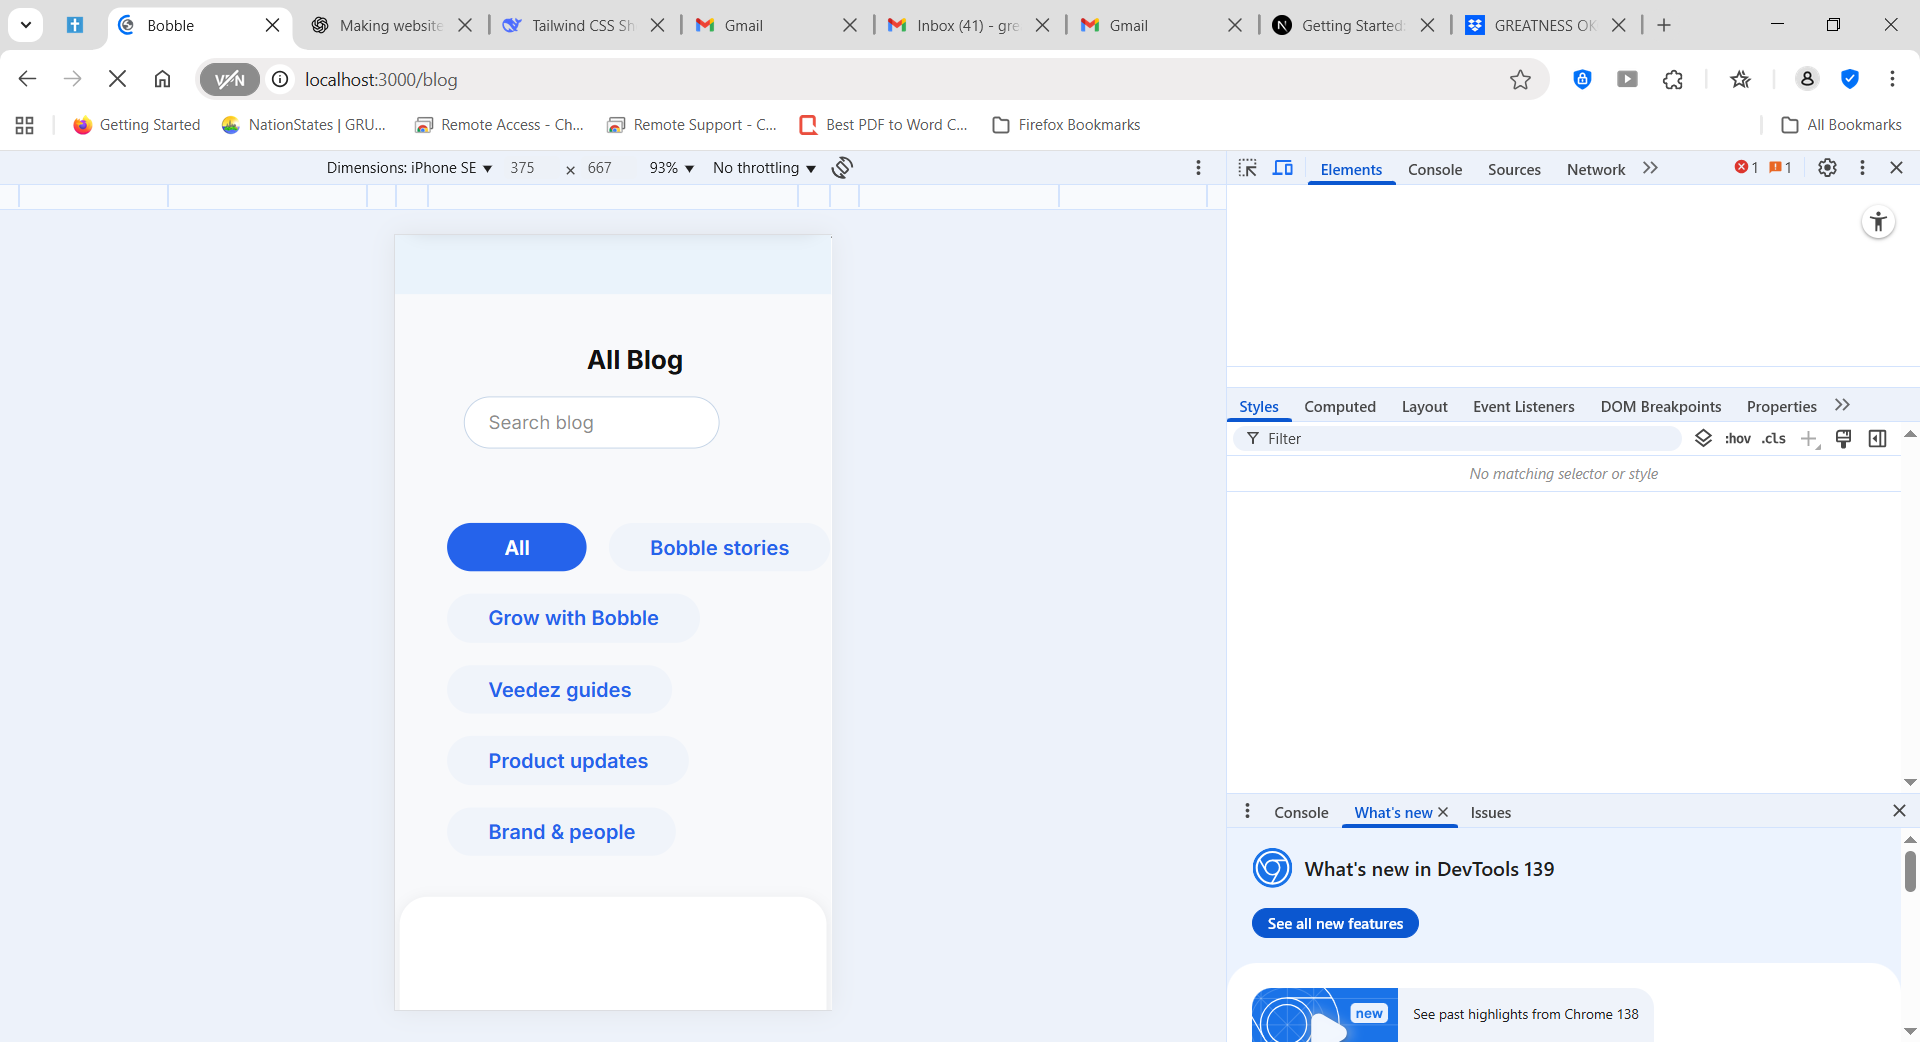 Bobble
Making website
Tailwind CSS Sh
Gmail
Inbox (41) - gre
Gmail
Getting Started:
GREATNESS OK
VPN
localhost:3000/blog
Getting Started
NationStates | GRU...
Remote Access - Ch...
Remote Support - C...
Best PDF to Word C...
Firefox Bookmarks
All Bookmarks
Dimensions: iPhone SE
375 x 667
93%
No throttling
Elements
Console
Sources
Network
1
1
All Blog
Search blog
All
Bobble stories
Grow with Bobble
Veedez guides
Product updates
Brand & people
Styles
Computed
Layout
Event Listeners
DOM Breakpoints
Properties
Filter
:hov
.cls
No matching selector or style
Console
What's new
Issues
What's new in DevTools 139
See all new features
new
See past highlights from Chrome 138